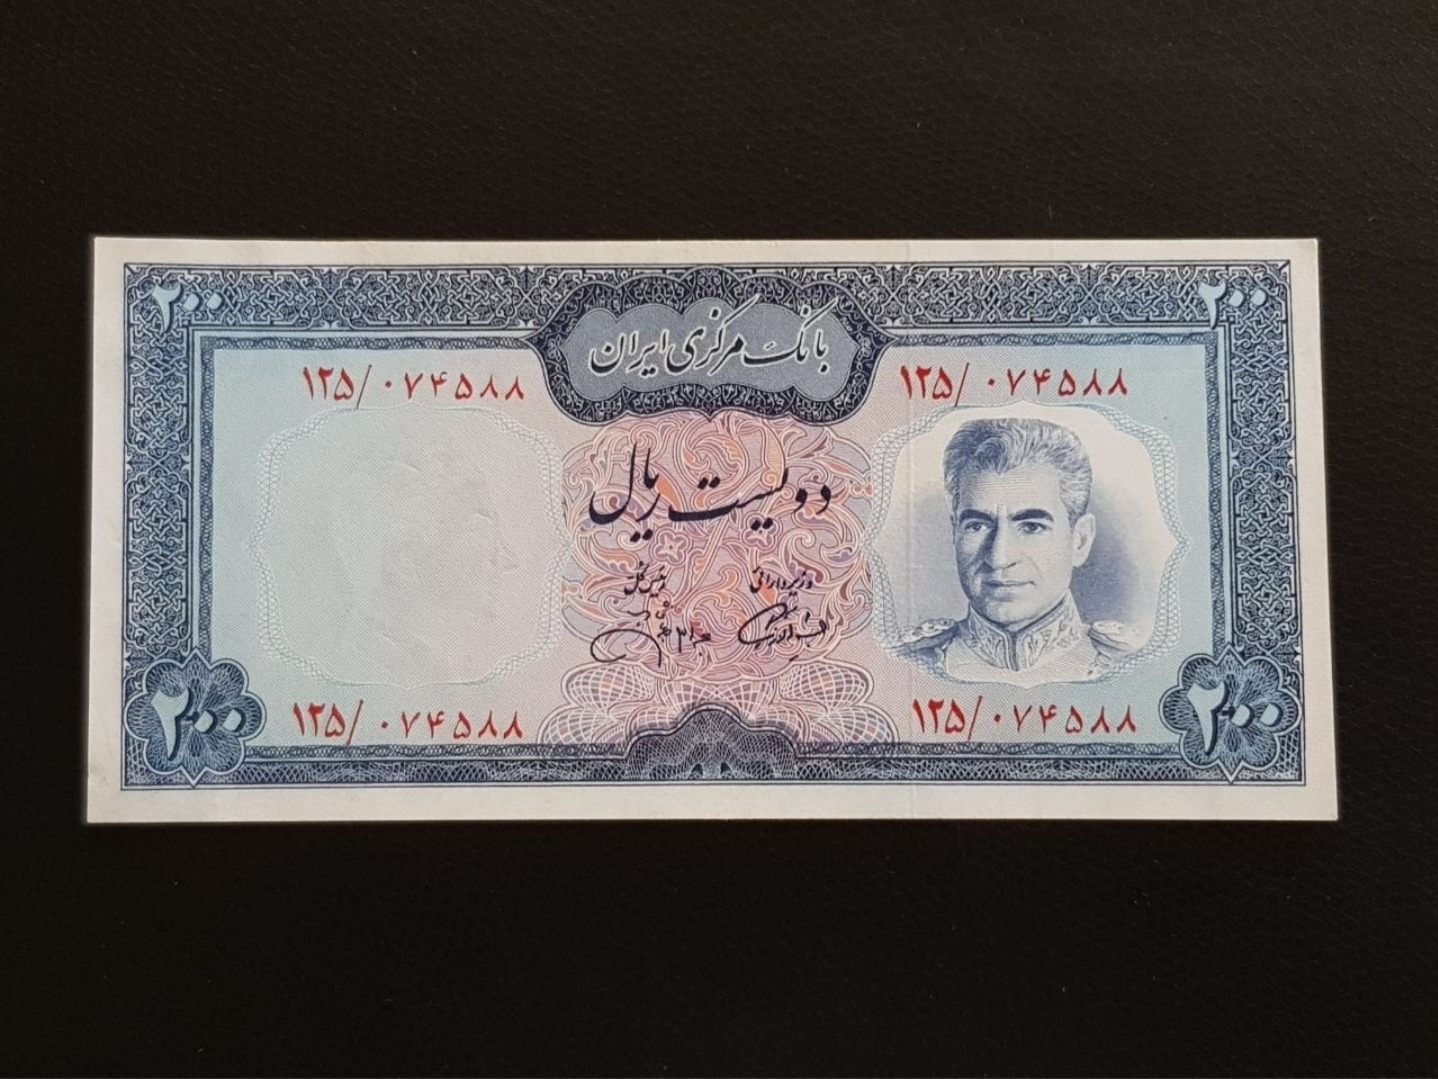 ۲۰۰ ۲۰۰
بانک مرکزی ایران
۱۲۵/۰۷۴۵۸۸ ۱۲۵/۰۷۴۵۸۸
دویست ریال
وزیر دارائی رئیس کل
۱۲۵/۰۷۴۵۸۸ ۱۲۵/۰۷۴۵۸۸
۲۰۰ ۲۰۰